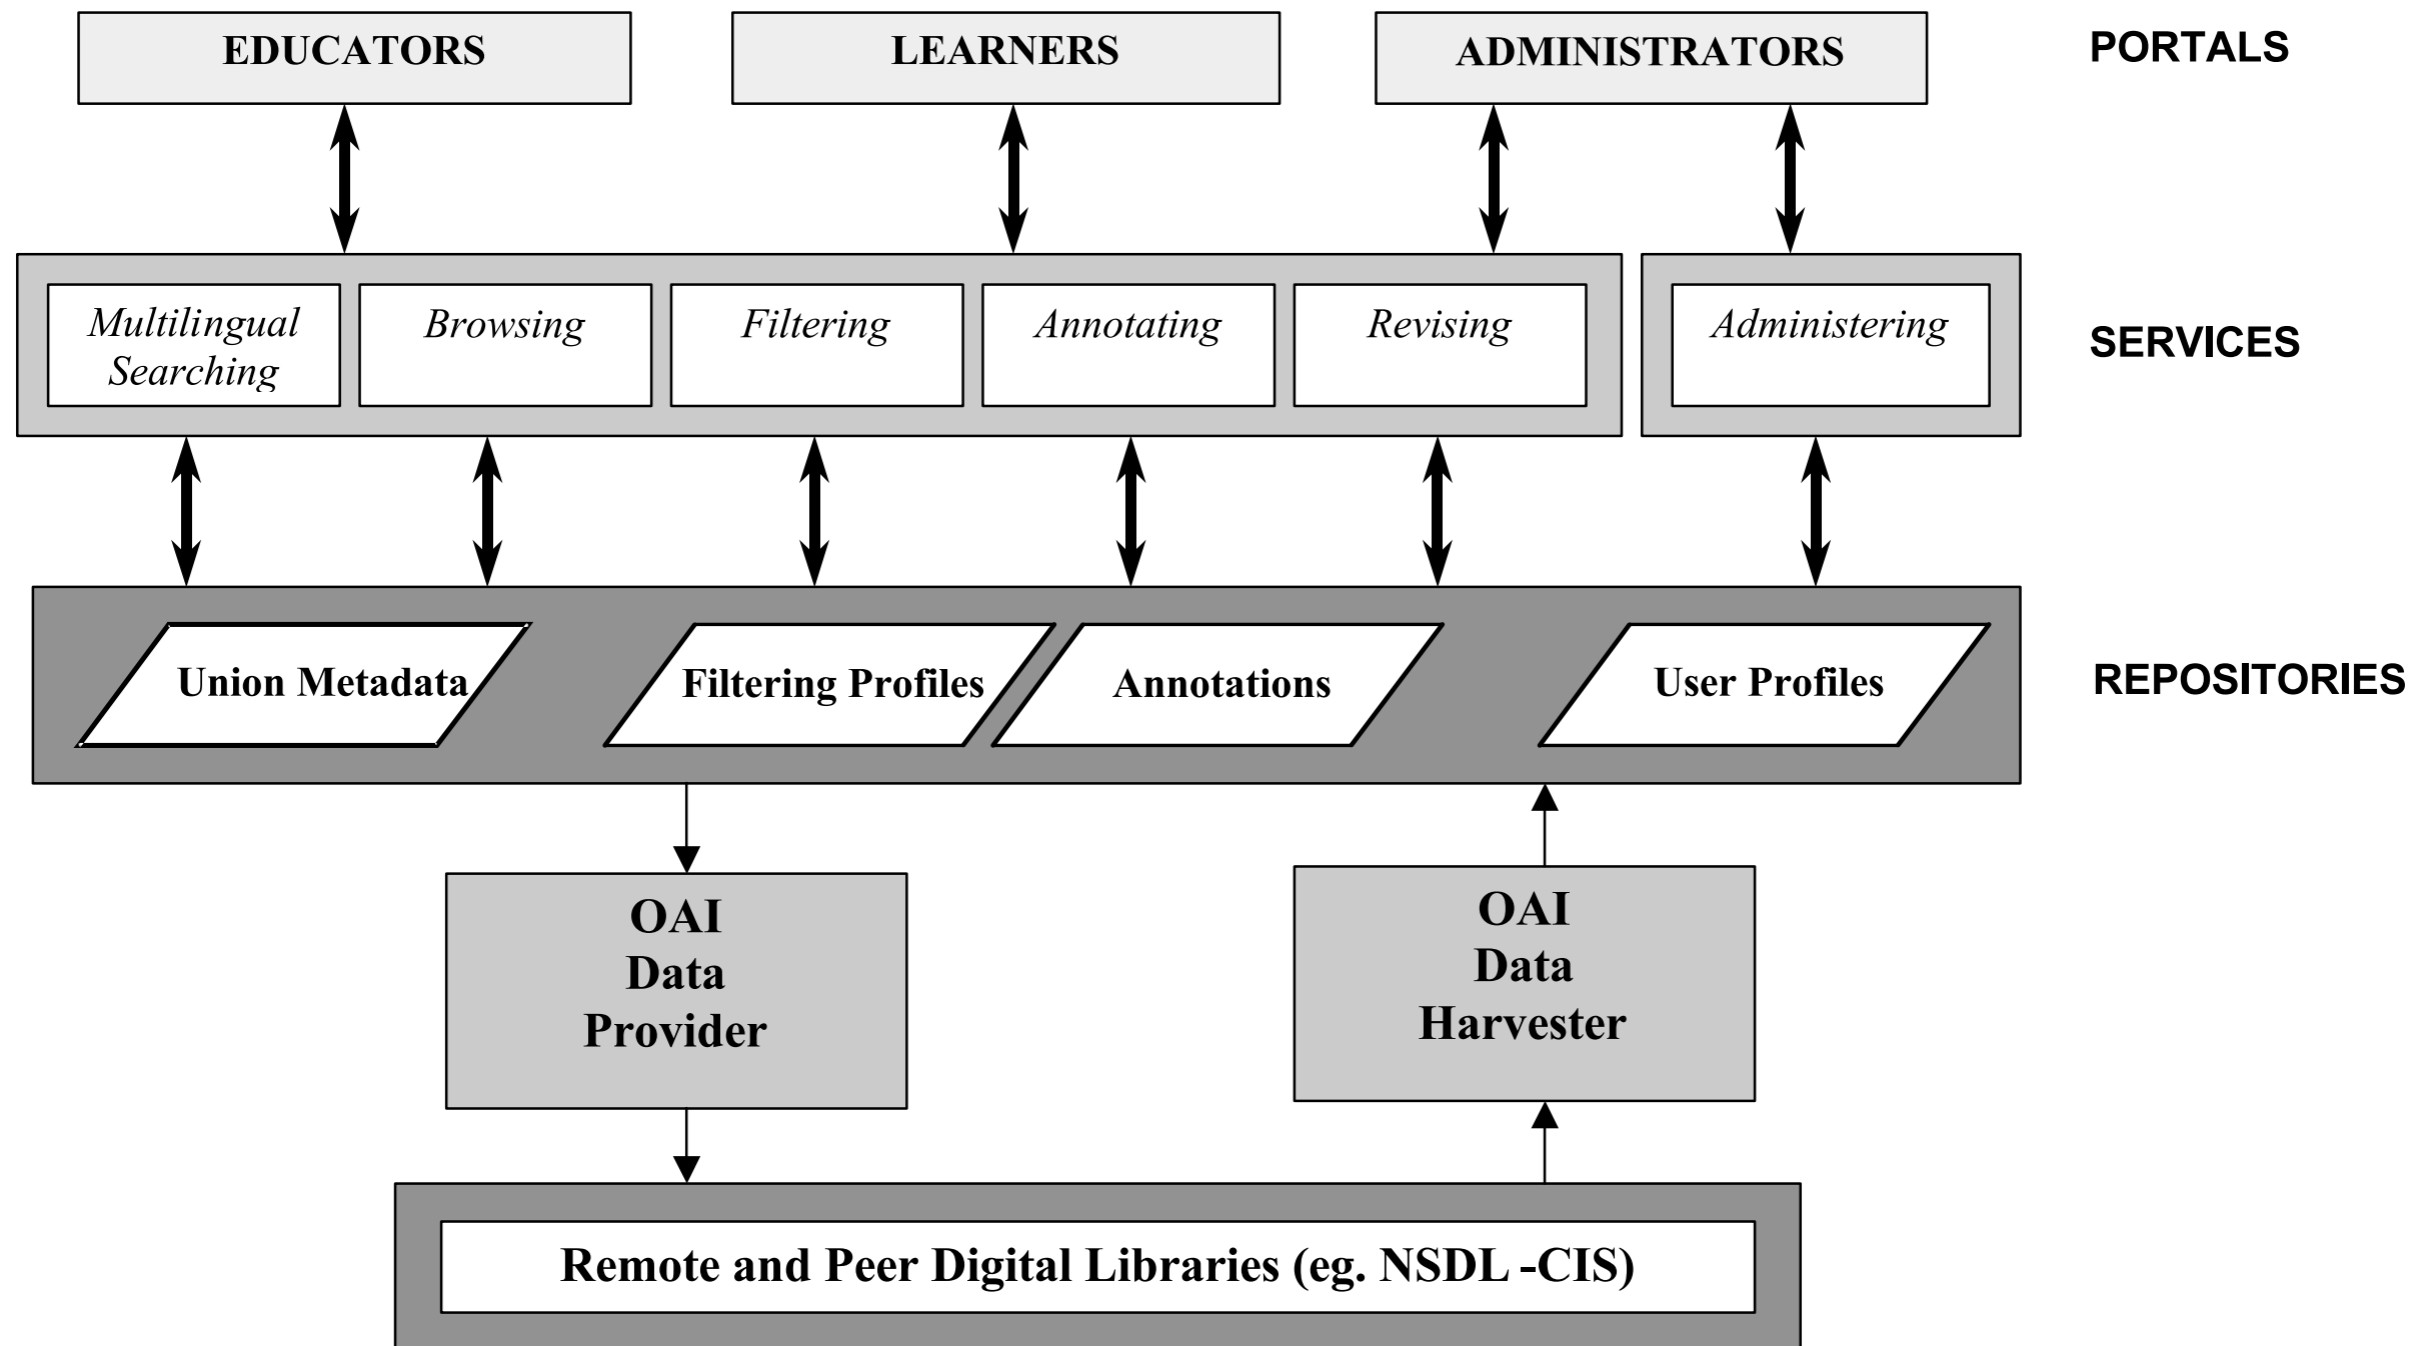 EDUCATORS
LEARNERS
ADMINISTRATORS
PORTALS
Multilingual
Searching
Browsing
Filtering
Annotating
Revising
Administering
SERVICES
Union Metadata
Filtering Profiles
Annotations
User Profiles
REPOSITORIES
OAI
Data
Provider
OAI
Data
Harvester
Remote and Peer Digital Libraries (eg. NSDL -CIS)